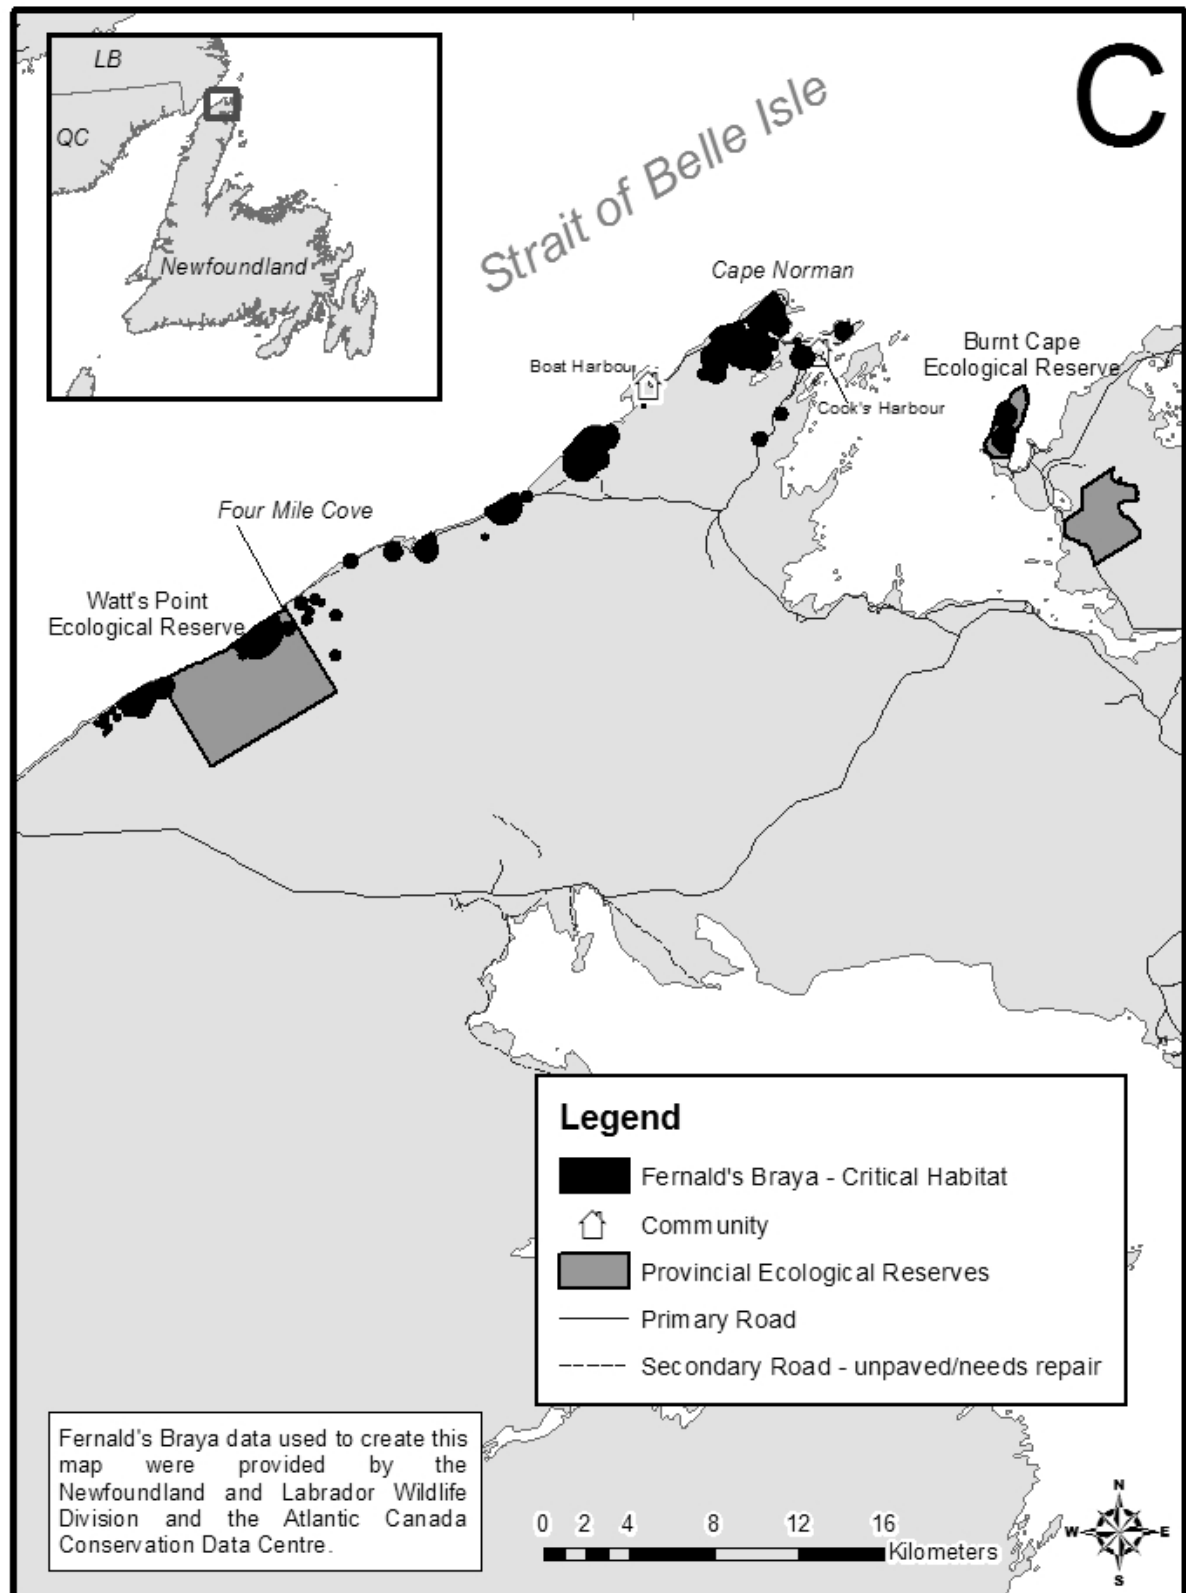 C
LB
QC
Newfoundland
Strait of Belle Isle
Cape Norman
Boat Harbour
Cook's Harbour
Burnt Cape
Ecological Reserve
Four Mile Cove
Watt's Point
Ecological Reserve
Legend
Fernald's Braya - Critical Habitat
Community
Provincial Ecological Reserves
Primary Road
Secondary Road - unpaved/needs repair
Fernald's Braya data used to create this
map were provided by the
Newfoundland and Labrador Wildlife
Division and the Atlantic Canada
Conservation Data Centre.
0 2 4 8 12 16
Kilometers
N
W E
S